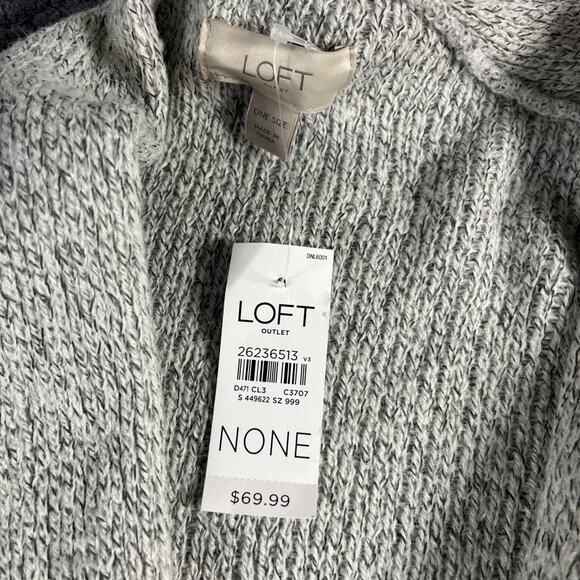 LOFT
OUTLET
ONE SIZE
MADE IN
CHINA
DNL6001
LOFT
OUTLET
26236513 V3
D471 CL3 C3707
S 449622 SZ 999
NONE
$69.99